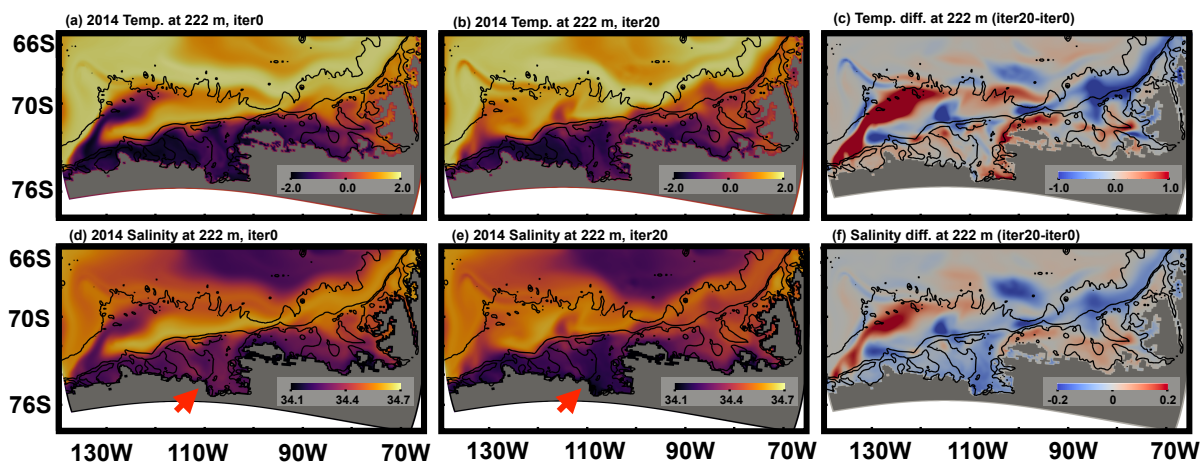 (a) 2014 Temp. at 222 m, iter0
(b) 2014 Temp. at 222 m, iter20
(c) Temp. diff. at 222 m (iter20-iter0)
66S
70S
76S
-2.0 0.0 2.0
-2.0 0.0 2.0
-1.0 0.0 1.0
(d) 2014 Salinity at 222 m, iter0
(e) 2014 Salinity at 222 m, iter20
(f) Salinity diff. at 222 m (iter20-iter0)
66S
70S
76S
34.1 34.4 34.7
34.1 34.4 34.7
-0.2 0 0.2
130W 110W 90W 70W
130W 110W 90W 70W
130W 110W 90W 70W